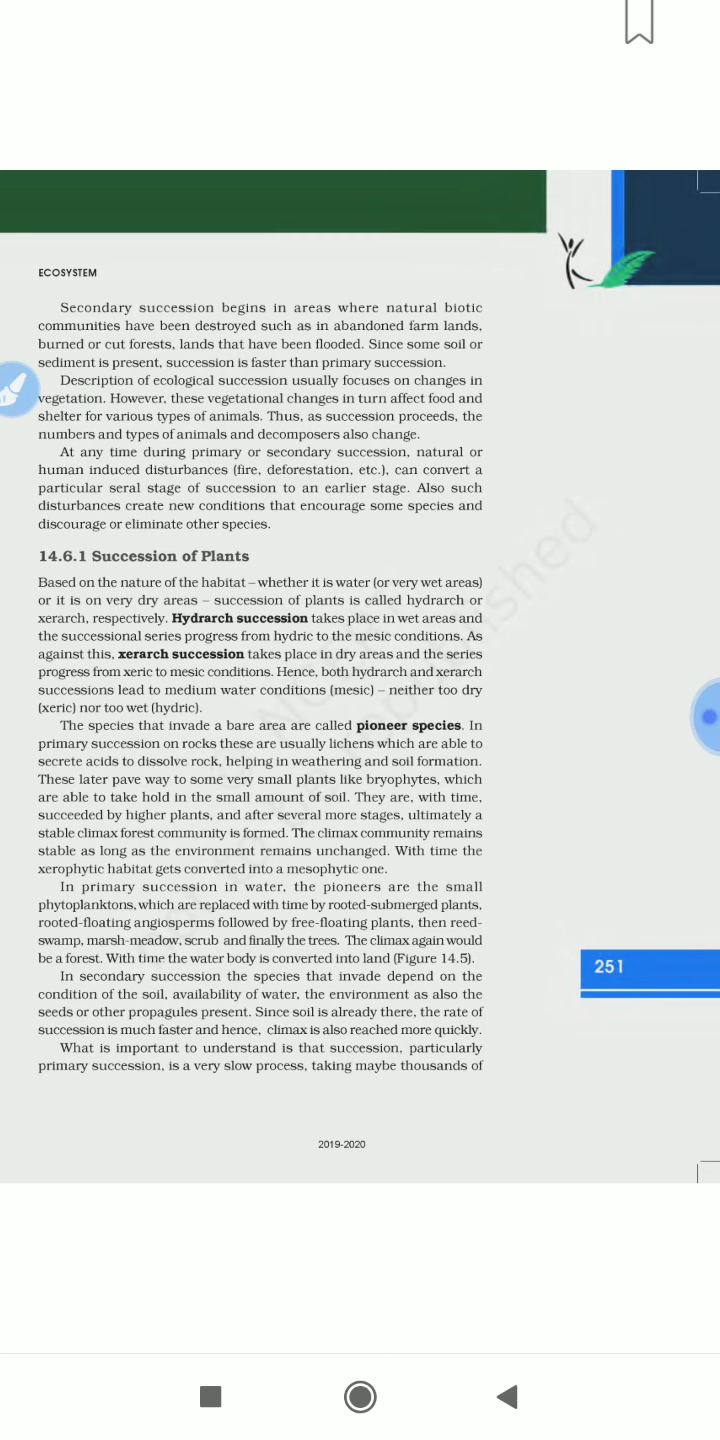 ECOSYSTEM
Secondary succession begins in areas where natural biotic
communities have been destroyed such as in abandoned farm lands,
burned or cut forests, lands that have been flooded. Since some soil or
sediment is present, succession is faster than primary succession.
Description of ecological succession usually focuses on changes in
vegetation. However, these vegetational changes in turn affect food and
shelter for various types of animals. Thus, as succession proceeds, the
numbers and types of animals and decomposers also change.
At any time during primary or secondary succession, natural or
human induced disturbances (fire, deforestation, etc.), can convert a
particular seral stage of succession to an earlier stage. Also such
disturbances create new conditions that encourage some species and
discourage or eliminate other species.
14.6.1 Succession of Plants
Based on the nature of the habitat – whether it is water (or very wet areas)
or it is on very dry areas – succession of plants is called hydrarch or
xerarch, respectively. Hydrarch succession takes place in wet areas and
the successional series progress from hydric to the mesic conditions. As
against this, xerarch succession takes place in dry areas and the series
progress from xeric to mesic conditions. Hence, both hydrarch and xerarch
successions lead to medium water conditions (mesic) – neither too dry
(xeric) nor too wet (hydric).
The species that invade a bare area are called pioneer species. In
primary succession on rocks these are usually lichens which are able to
secrete acids to dissolve rock, helping in weathering and soil formation.
These later pave way to some very small plants like bryophytes, which
are able to take hold in the small amount of soil. They are, with time,
succeeded by higher plants, and after several more stages, ultimately a
stable climax forest community is formed. The climax community remains
stable as long as the environment remains unchanged. With time the
xerophytic habitat gets converted into a mesophytic one.
In primary succession in water, the pioneers are the small
phytoplanktons, which are replaced with time by rooted-submerged plants,
rooted-floating angiosperms followed by free-floating plants, then reed-
swamp, marsh-meadow, scrub and finally the trees. The climax again would
be a forest. With time the water body is converted into land (Figure 14.5).
In secondary succession the species that invade depend on the
condition of the soil, availability of water, the environment as also the
seeds or other propagules present. Since soil is already there, the rate of
succession is much faster and hence, climax is also reached more quickly.
What is important to understand is that succession, particularly
primary succession, is a very slow process, taking maybe thousands of
251
2019-2020